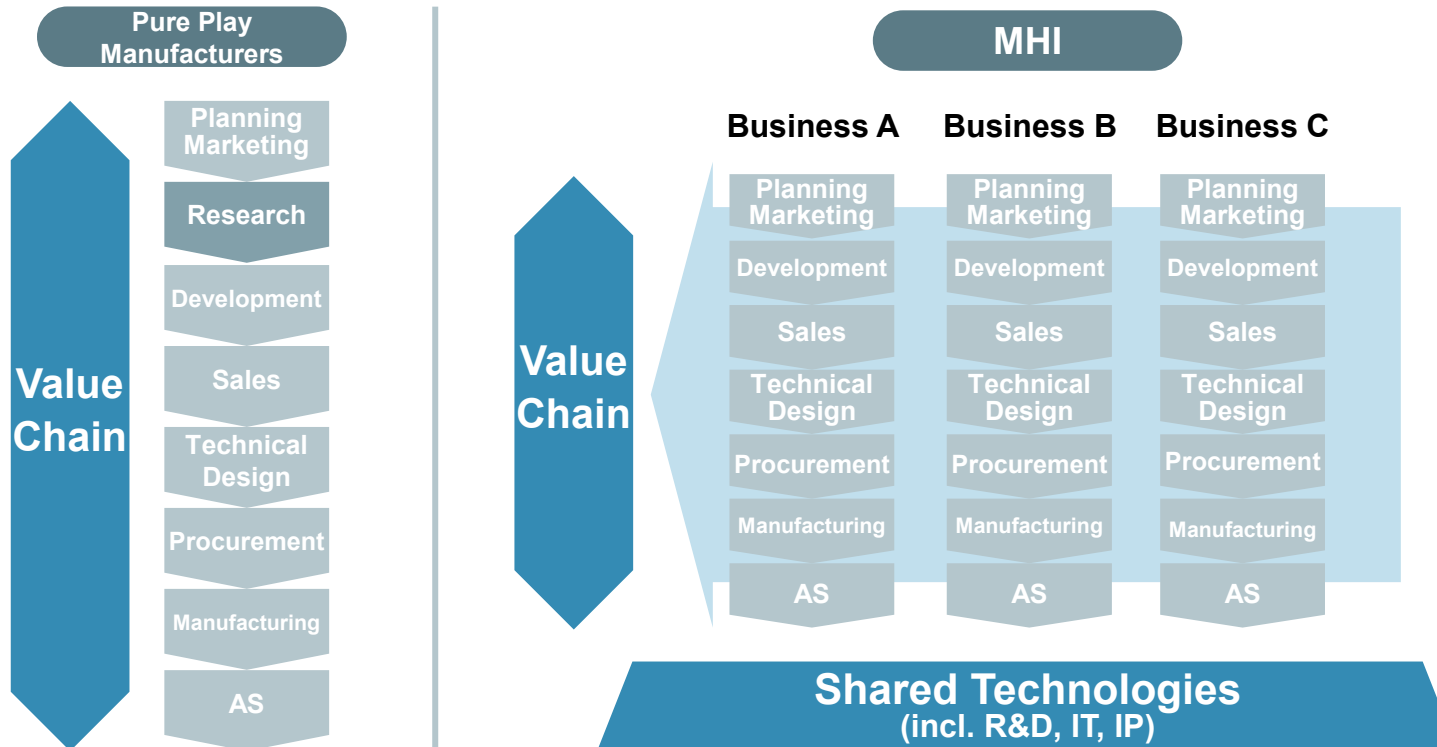 Pure Play
Manufacturers
Value
Chain
Planning
Marketing
Research
Development
Sales
Technical
Design
Procurement
Manufacturing
AS
MHI
Value
Chain
Business A
Planning
Marketing
Development
Sales
Technical
Design
Procurement
Manufacturing
AS
Business B
Planning
Marketing
Development
Sales
Technical
Design
Procurement
Manufacturing
AS
Business C
Planning
Marketing
Development
Sales
Technical
Design
Procurement
Manufacturing
AS
Shared Technologies
(incl. R&D, IT, IP)